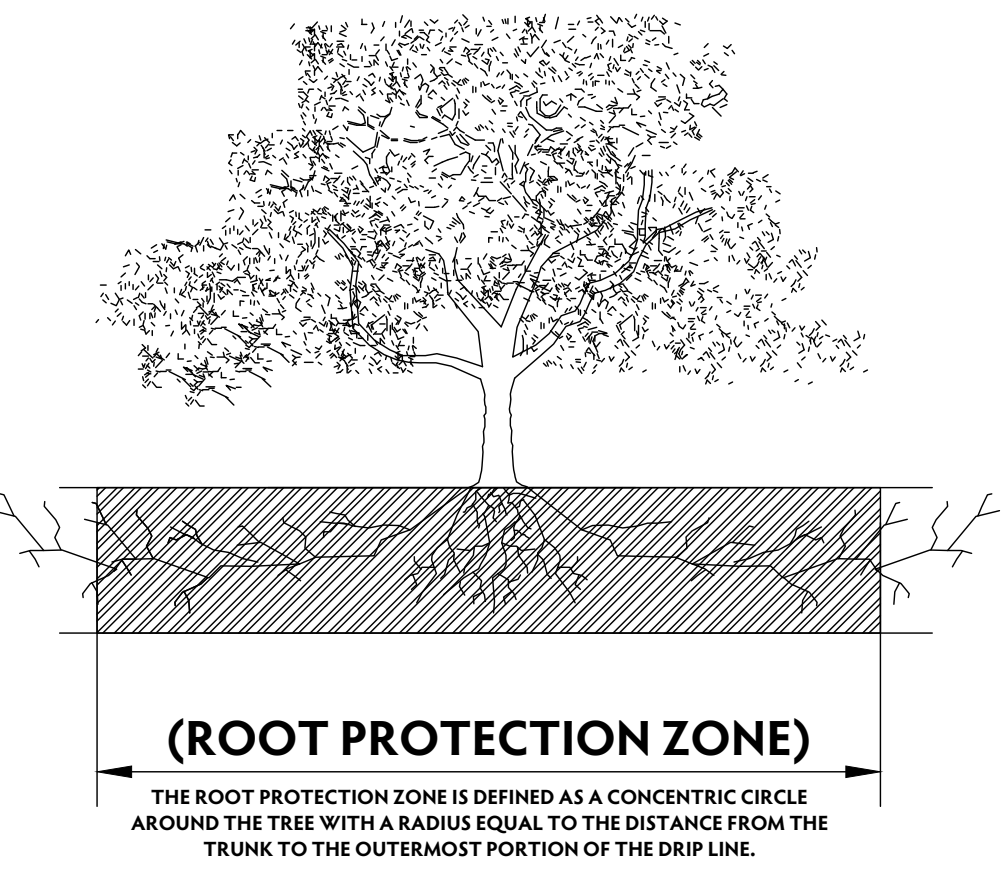 (ROOT PROTECTION ZONE)
THE ROOT PROTECTION ZONE IS DEFINED AS A CONCENTRIC CIRCLE
AROUND THE TREE WITH A RADIUS EQUAL TO THE DISTANCE FROM THE
TRUNK TO THE OUTERMOST PORTION OF THE DRIP LINE.